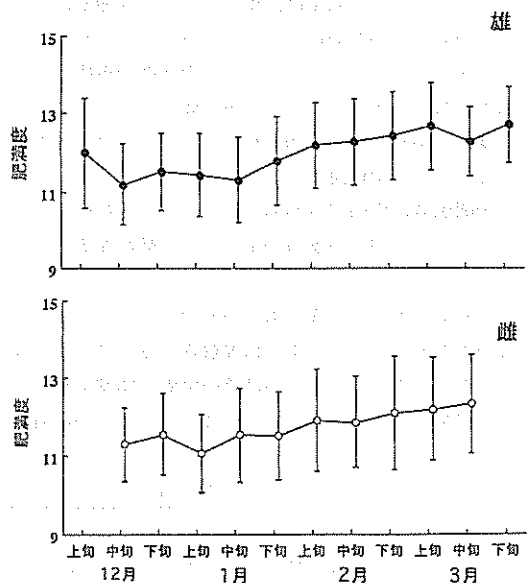 雄
15
13
11
9
肥満度
雌
15
13
11
9
肥満度
上旬 中旬 下旬 上旬 中旬 下旬 上旬 中旬 下旬 上旬 中旬 下旬
12月 1月 2月 3月